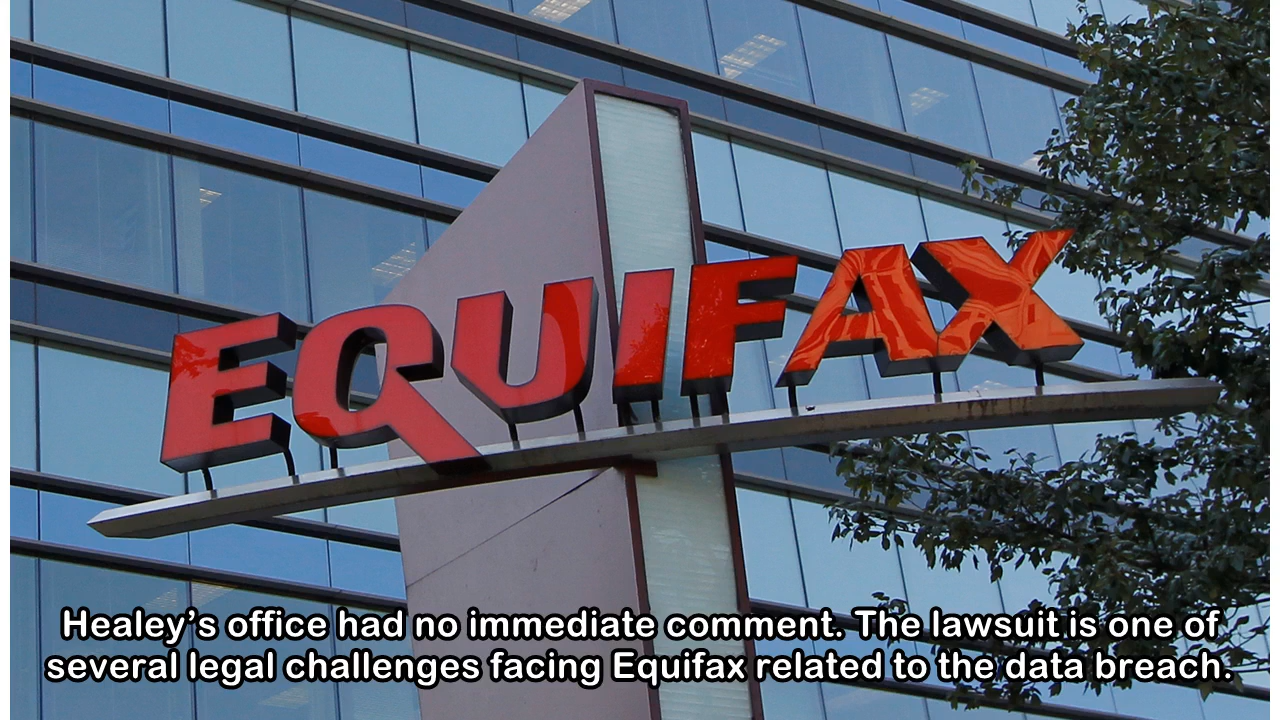 EQUIFAX
Healey’s office had no immediate comment. The lawsuit is one of
several legal challenges facing Equifax related to the data breach.